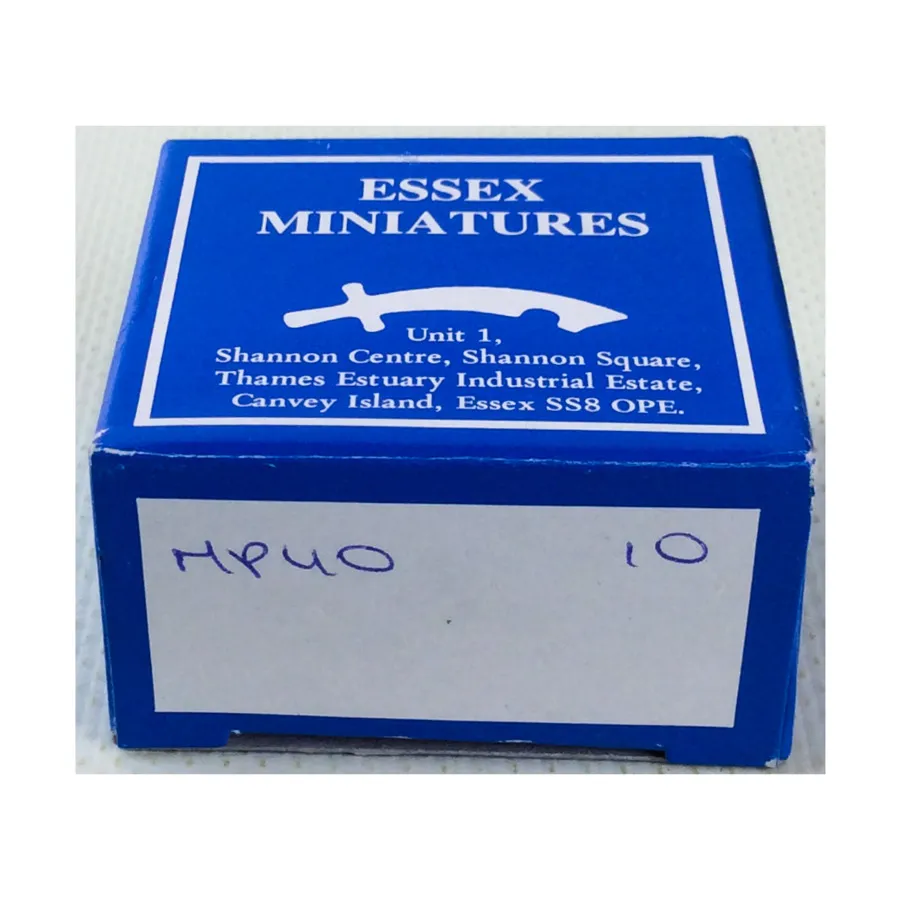 ESSEX
MINIATURES
Unit 1,
Shannon Centre, Shannon Square,
Thames Estuary Industrial Estate,
Canvey Island, Essex SS8 OPE.
MP40 10